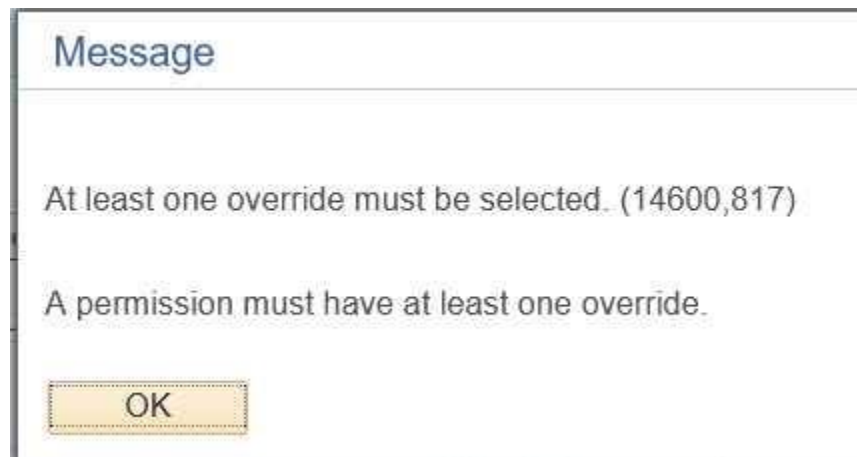 Message
At least one override must be selected. (14600,817)
A permission must have at least one override.
OK